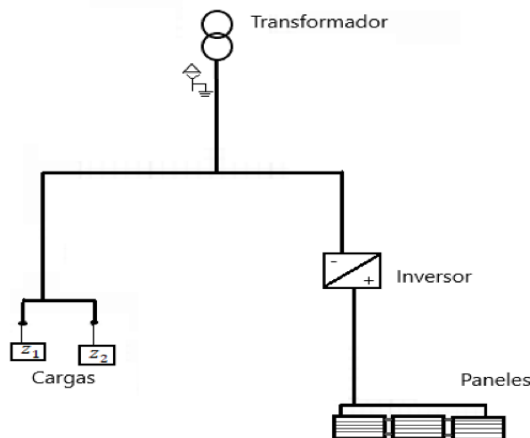 Transformador
-
+
Inversor
z₁
z₂
Cargas
Paneles